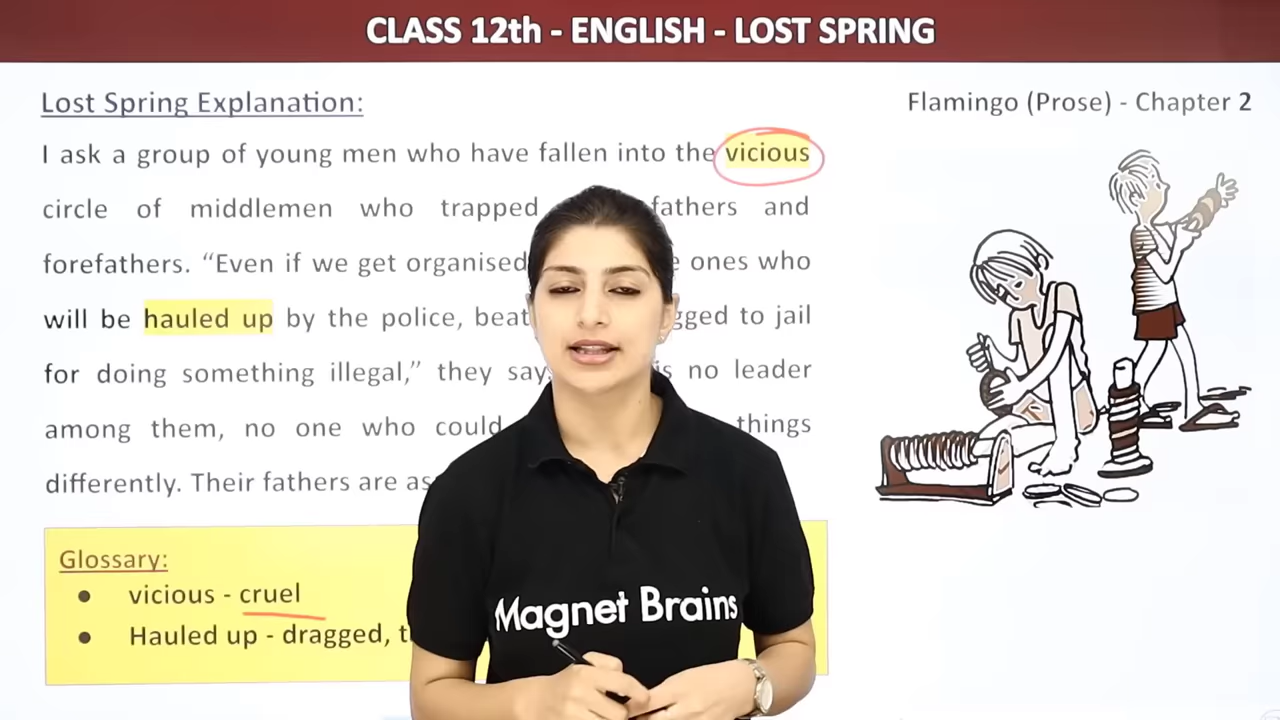 CLASS 12th - ENGLISH - LOST SPRING
Lost Spring Explanation:
Flamingo (Prose) - Chapter 2
I ask a group of young men who have fallen into the vicious
circle of middlemen who trapped fathers and
forefathers. “Even if we get organised ones who
will be hauled up by the police, to jail
for doing something illegal,” they say is no leader
among them, no one who could things
differently. Their fathers are
Glossary:
● vicious - cruel
● Hauled up - dragged,
Magnet Brains